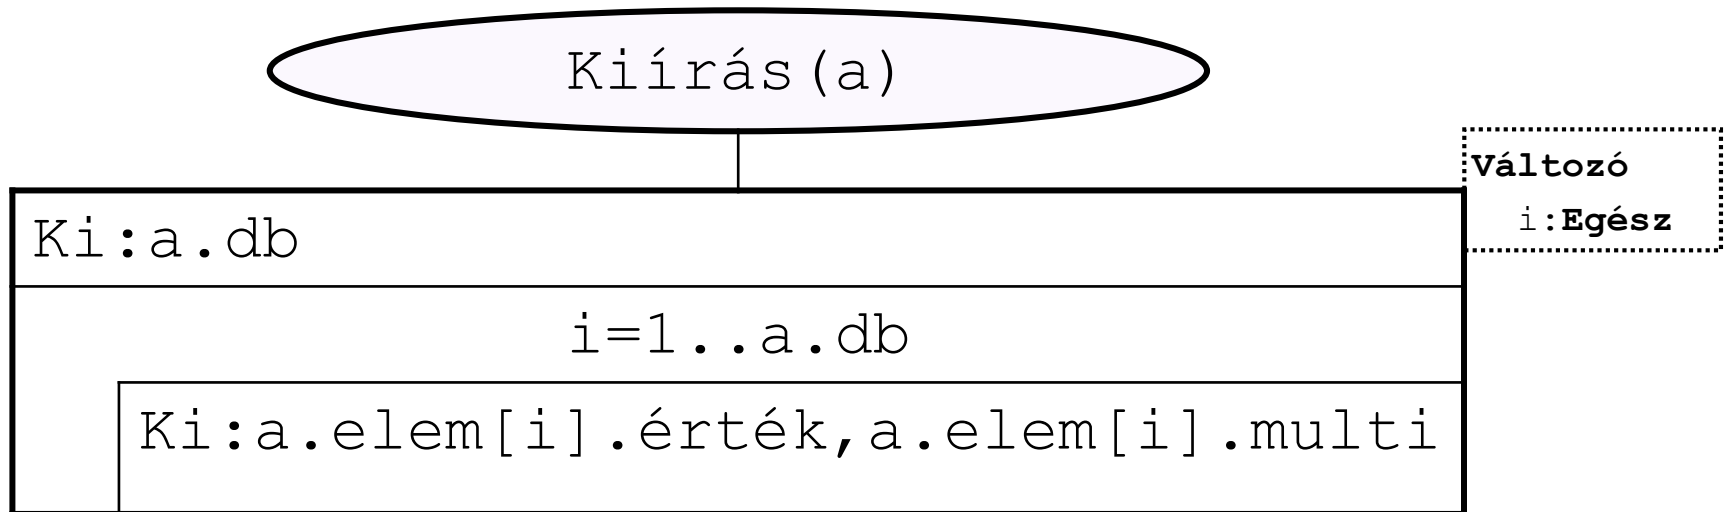 Kiírás(a)
Változó
i:Egész
Ki:a.db
i=1..a.db
Ki:a.elem[i].érték,a.elem[i].multi